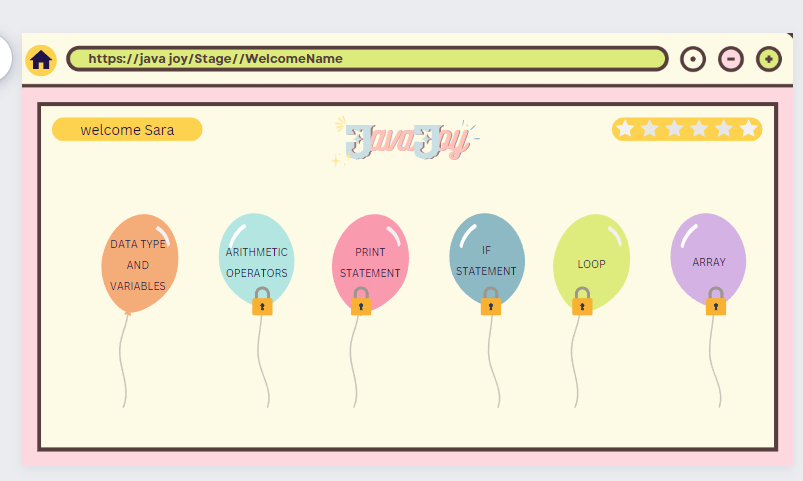 https://java joy/Stage//WelcomeName
welcome Sara
JavaJoy
DATA TYPE
AND
VARIABLES
ARITHMETIC
OPERATORS
PRINT
STATEMENT
IF
STATEMENT
LOOP
ARRAY